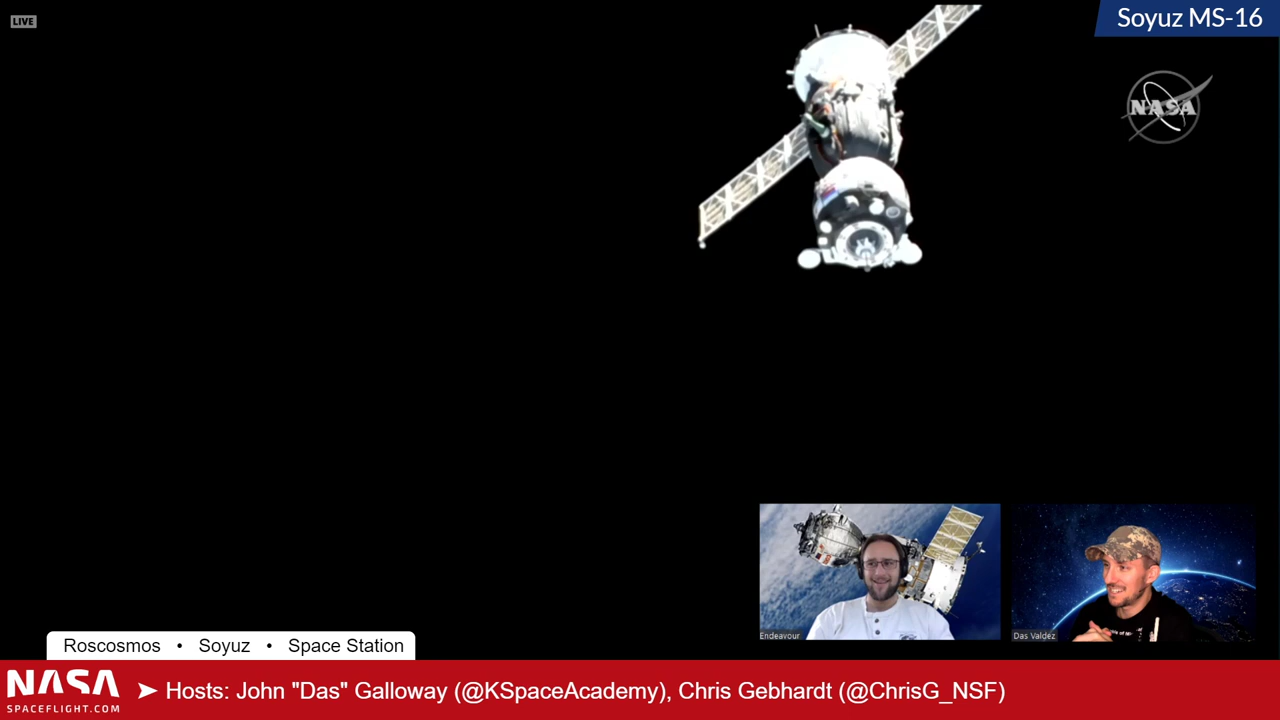 LIVE
Soyuz MS-16
NASA
Endeavour
Das Valdez
Roscosmos • Soyuz • Space Station
NASA
SPACEFLIGHT.COM
➤ Hosts: John "Das" Galloway (@KSpaceAcademy), Chris Gebhardt (@ChrisG_NSF)